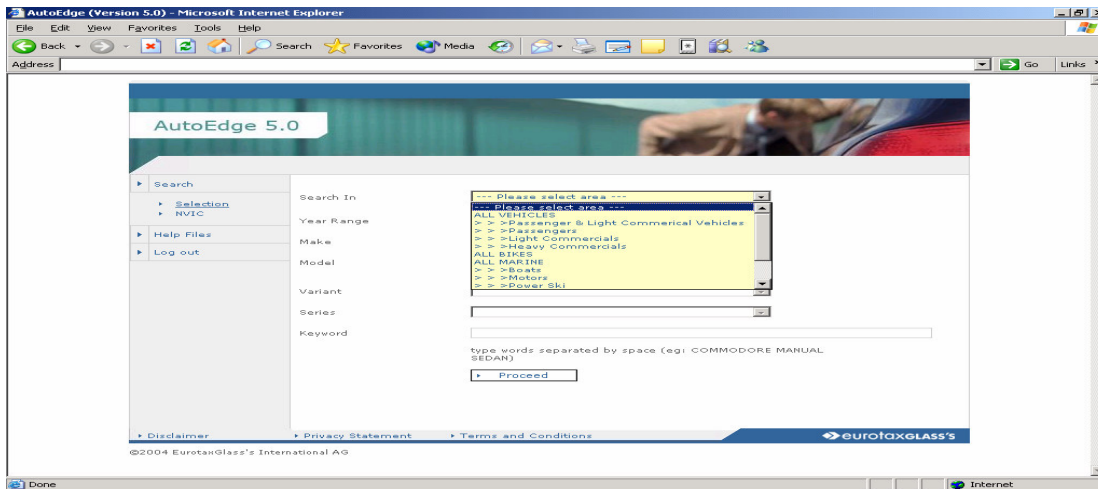 AutoEdge (Version 5.0) - Microsoft Internet Explorer
File Edit View Favorites Tools Help
Back Search Favorites Media
Address Go Links
AutoEdge 5.0
Search
Selection
NVIC
Help Files
Log out
Search In --- Please select area ---
--- Please select area ---
ALL VEHICLES
> > >Passenger & Light Commerical Vehicles
> > >Passengers
> > >Light Commercials
> > >Heavy Commercials
ALL BIKES
ALL MARINE
> > >Boats
> > >Motors
> > >Power Ski
Year Range
Make
Model
Variant
Series
Keyword
type words separated by space (eg: COMMODORE MANUAL
SEDAN)
Proceed
Disclaimer Privacy Statement Terms and Conditions eurotaxGLASS'S
©2004 EurotaxGlass's International AG
Done Internet